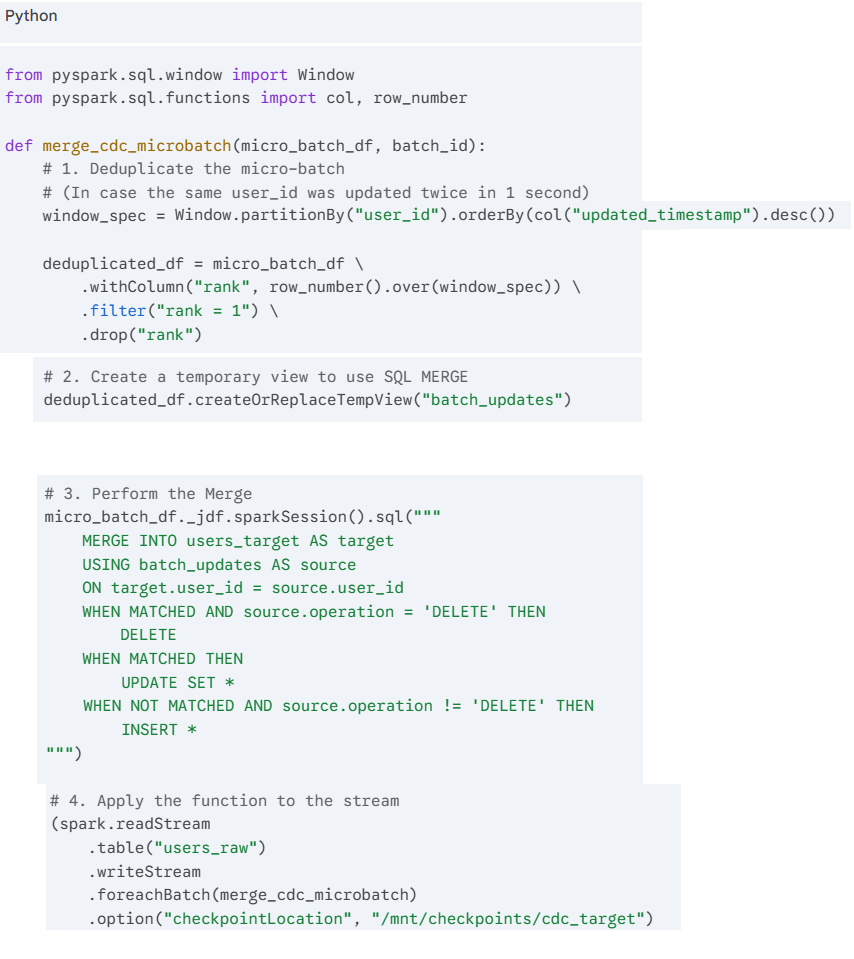 Python
from pyspark.sql.window import Window
from pyspark.sql.functions import col, row_number
def merge_cdc_microbatch(micro_batch_df, batch_id):
    # 1. Deduplicate the micro-batch
    # (In case the same user_id was updated twice in 1 second)
    window_spec = Window.partitionBy("user_id").orderBy(col("updated_timestamp").desc())
    deduplicated_df = micro_batch_df \
        .withColumn("rank", row_number().over(window_spec)) \
        .filter("rank = 1") \
        .drop("rank")
    # 2. Create a temporary view to use SQL MERGE
    deduplicated_df.createOrReplaceTempView("batch_updates")
    # 3. Perform the Merge
    micro_batch_df._jdf.sparkSession().sql("""
        MERGE INTO users_target AS target
        USING batch_updates AS source
        ON target.user_id = source.user_id
        WHEN MATCHED AND source.operation = 'DELETE' THEN
            DELETE
        WHEN MATCHED THEN
            UPDATE SET *
        WHEN NOT MATCHED AND source.operation != 'DELETE' THEN
            INSERT *
    """)
    # 4. Apply the function to the stream
    (spark.readStream
        .table("users_raw")
        .writeStream
        .foreachBatch(merge_cdc_microbatch)
        .option("checkpointLocation", "/mnt/checkpoints/cdc_target")